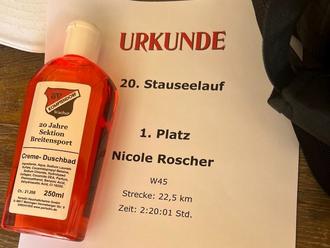 URKUNDE
20. Stauseelauf
1. Platz
Nicole Roscher
W45
Strecke: 22,5 km
Zeit: 2:20:01 Std.
SV
20 Jahre
Sektion
Breitensport
Creme-Duschbad
250ml